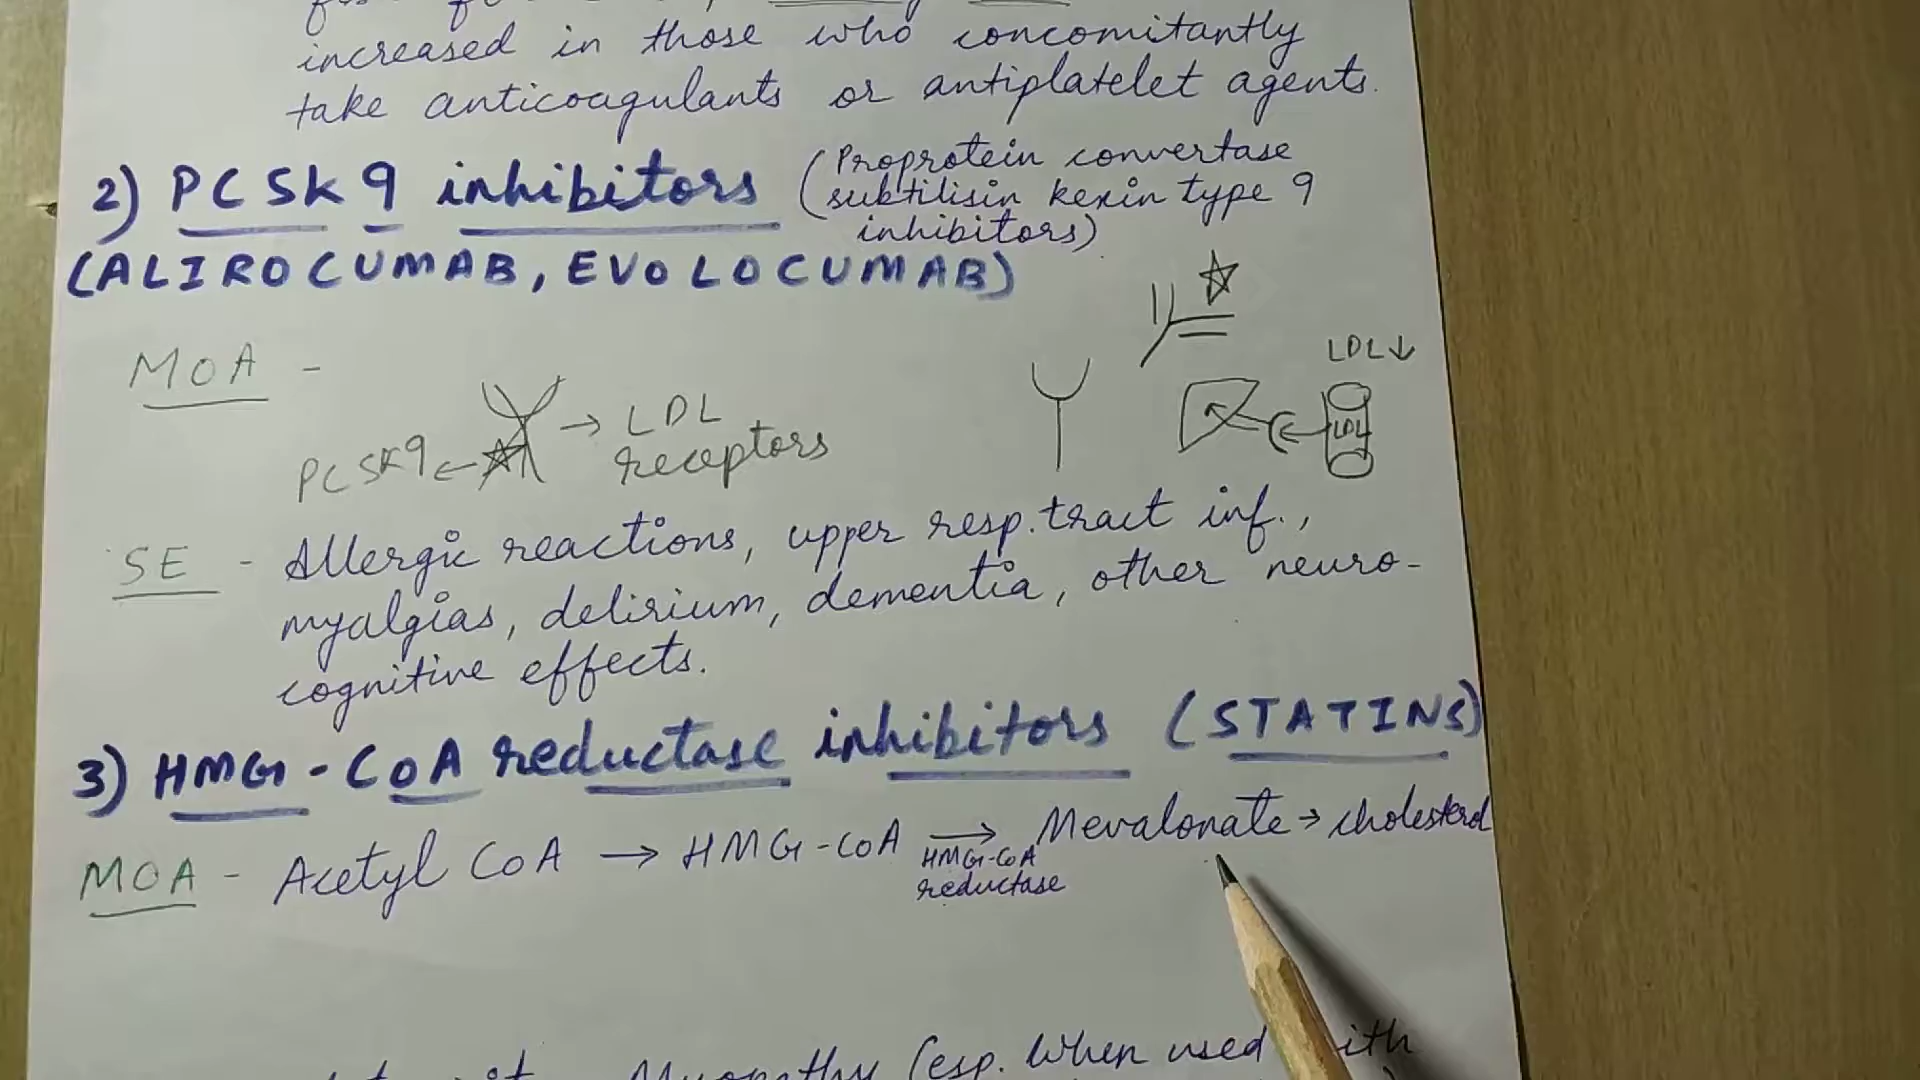 increased in those who concomitantly
take anticoagulants or antiplatelet agents.
2) PCSK9 inhibitors (Proprotein convertase
subtilisin kexin type 9
inhibitors)
(ALIROCUMAB, EVOLOCUMAB)
MOA -
LDL↓
→ LDL
receptors
PCSK9 ←
LDL
SE - Allergic reactions, upper resp. tract inf.,
myalgias, delirium, dementia, other neuro-
cognitive effects.
3) HMG-CoA reductase inhibitors (STATINS)
MOA - Acetyl CoA → HMG-CoA → Mevalonate → cholesterol
HMG-CoA
reductase
Myopathy (esp. when used with